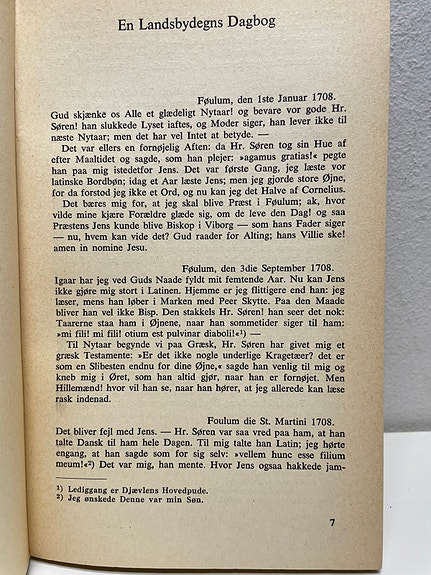 En Landsbydegns Dagbog
Føulum, den 1ste Januar 1708.
Gud skjænke os Alle et glædeligt Nytaar! og bevare vor gode Hr.
Søren! han slukkede Lyset iaftes, og Moder siger, han lever ikke til
næste Nytaar; men det har vel Intet at betyde. —
Det var ellers en fornøjelig Aften: da Hr. Søren tog sin Hue af
efter Maaltidet og sagde, som han plejer: »agamus gratias!« pegte
han paa mig istedetfor Jens. Det var første Gang, jeg læste vor
latinske Bordbøn; idag et Aar læste Jens; men jeg gjorde store Øjne,
da forstod jeg ikke et Ord, og nu kan jeg det Halve af Cornelius.
Det bæres mig for, at jeg skal blive Præst i Føulum; ak, hvor
vilde mine kjære Forældre glæde sig, om de leve den Dag! og saa
Præstens Jens kunde blive Biskop i Viborg — som hans Fader siger
— nu, hvem kan vide det? Gud raader for Alting; hans Villie ske!
amen in nomine Jesu.
Føulum, den 3die September 1708.
Igaar har jeg ved Guds Naade fyldt mit femtende Aar. Nu kan Jens
ikke gjøre mig stort i Latinen. Hjemme er jeg flittigere end han: jeg
læser, mens han løber i Marken med Peer Skytte. Paa den Maade
bliver han vel ikke Bisp. Den stakkels Hr. Søren! han seer det nok:
Taarerne staa ham i Øjnene, naar han sommetider siger til ham:
»mi fili! mi fili! otium est pulvinar diaboli!«¹) —
Til Nytaar begynde vi paa Græsk, Hr. Søren har givet mig et
græsk Testamente: »Er det ikke nogle underlige Kragetæer? det er
som en Slibesten endnu for dine Øjne,« sagde han venlig til mig og
kneb mig i Øret, som han altid gjør, naar han er fornøjet. Men
Hillemænd! hvor vil han se, naar han hører, at jeg allerede kan læse
rask indenad.
Foulum die St. Martini 1708.
Det bliver fejl med Jens. — Hr. Søren var saa vred paa ham, at han
talte Dansk til ham hele Dagen. Til mig talte han Latin; jeg hørte
engang, at han sagde som for sig selv: »vellem hunc esse filium
meum!«²) Det var mig, han mente. Hvor Jens ogsaa hakkede jam-
¹) Lediggang er Djævlens Hovedpude.
²) Jeg ønskede Denne var min Søn.
7